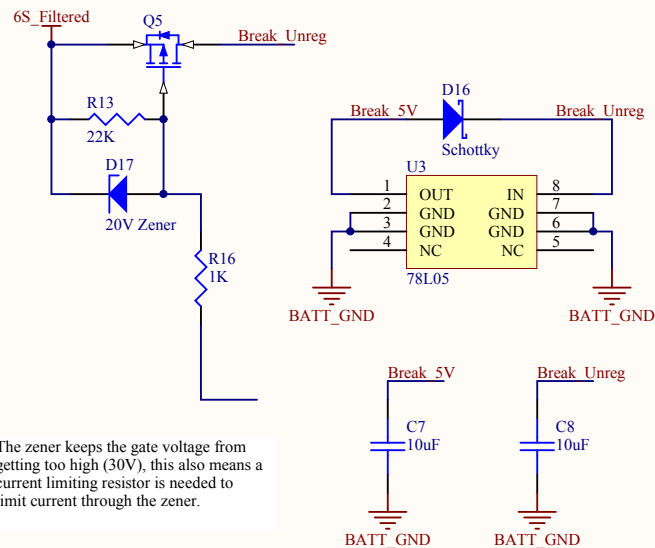 6S_Filtered
Q5
Break_Unreg
R13
22K
D17
20V Zener
R16
1K
D16
Break_5V
Break_Unreg
Schottky
U3
1
OUT
IN
8
2
GND
GND
7
3
GND
GND
6
4
NC
NC
5
78L05
BATT_GND
BATT_GND
Break_5V
Break_Unreg
C7
10uF
C8
10uF
BATT_GND
BATT_GND
The zener keeps the gate voltage from
getting too high (30V), this also means a
current limiting resistor is needed to
limit current through the zener.